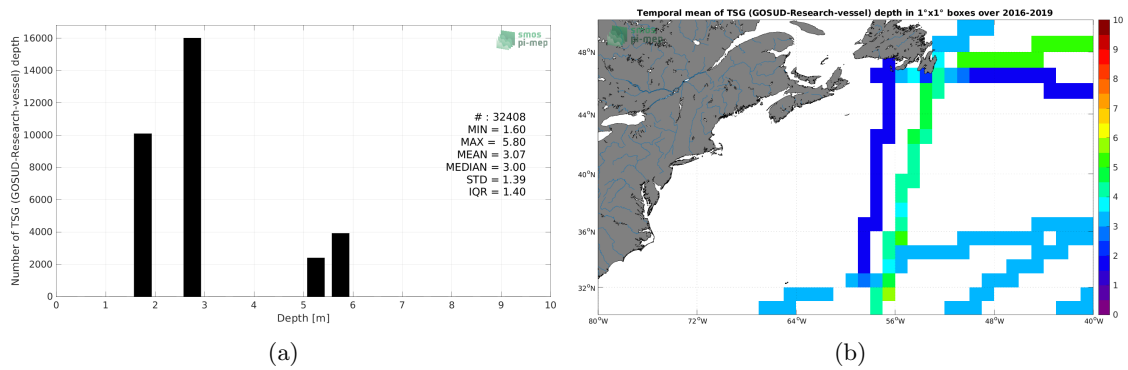 smos
pi-mep
Number of TSG (GOSUD-Research-vessel) depth
16000
14000
12000
10000
8000
6000
4000
2000
0
# : 32408
MIN = 1.60
MAX = 5.80
MEAN = 3.07
MEDIAN = 3.00
STD = 1.39
IQR = 1.40
0 1 2 3 4 5 6 7 8 9 10
Depth [m]
(a)
Temporal mean of TSG (GOSUD-Research-vessel) depth in 1°x1° boxes over 2016-2019
smos
pi-mep
48°N
44°N
40°N
36°N
32°N
80°W 72°W 64°W 56°W 48°W 40°W
10
9
8
7
6
5
4
3
2
1
0
(b)